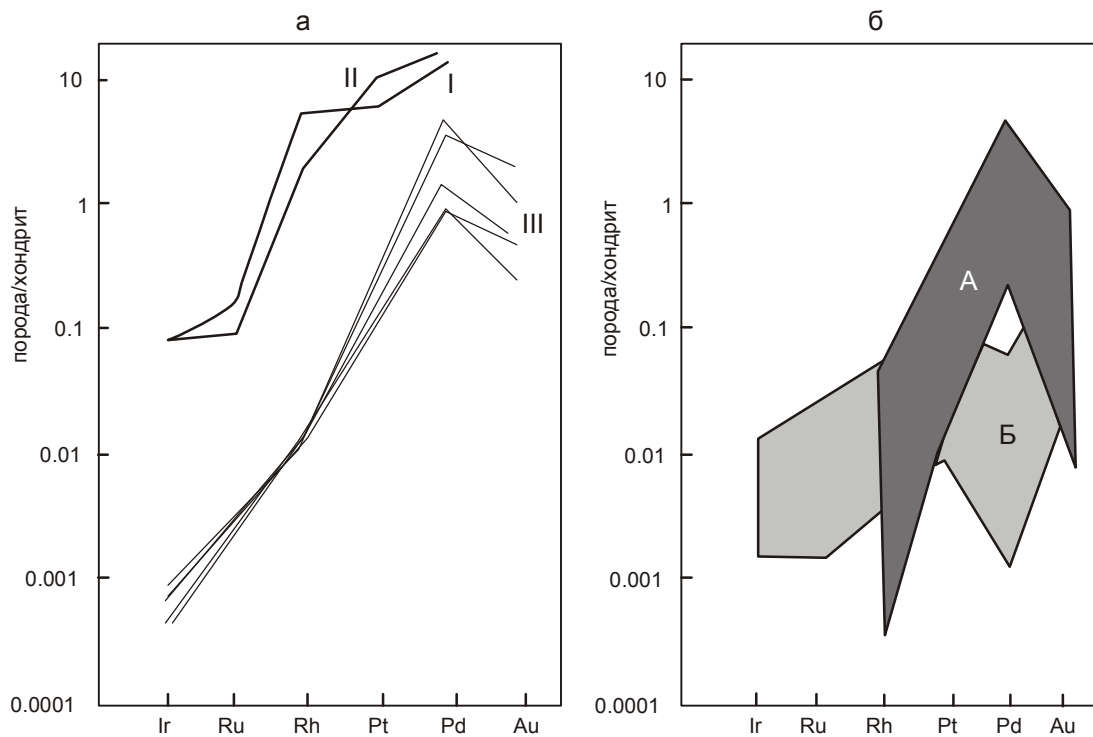 а
порода/хондрит
10
1
0.1
0.01
0.001
0.0001
II
I
III
Ir Ru Rh Pt Pd Au
б
порода/хондрит
10
1
0.1
0.01
0.001
0.0001
А
Б
Ir Ru Rh Pt Pd Au